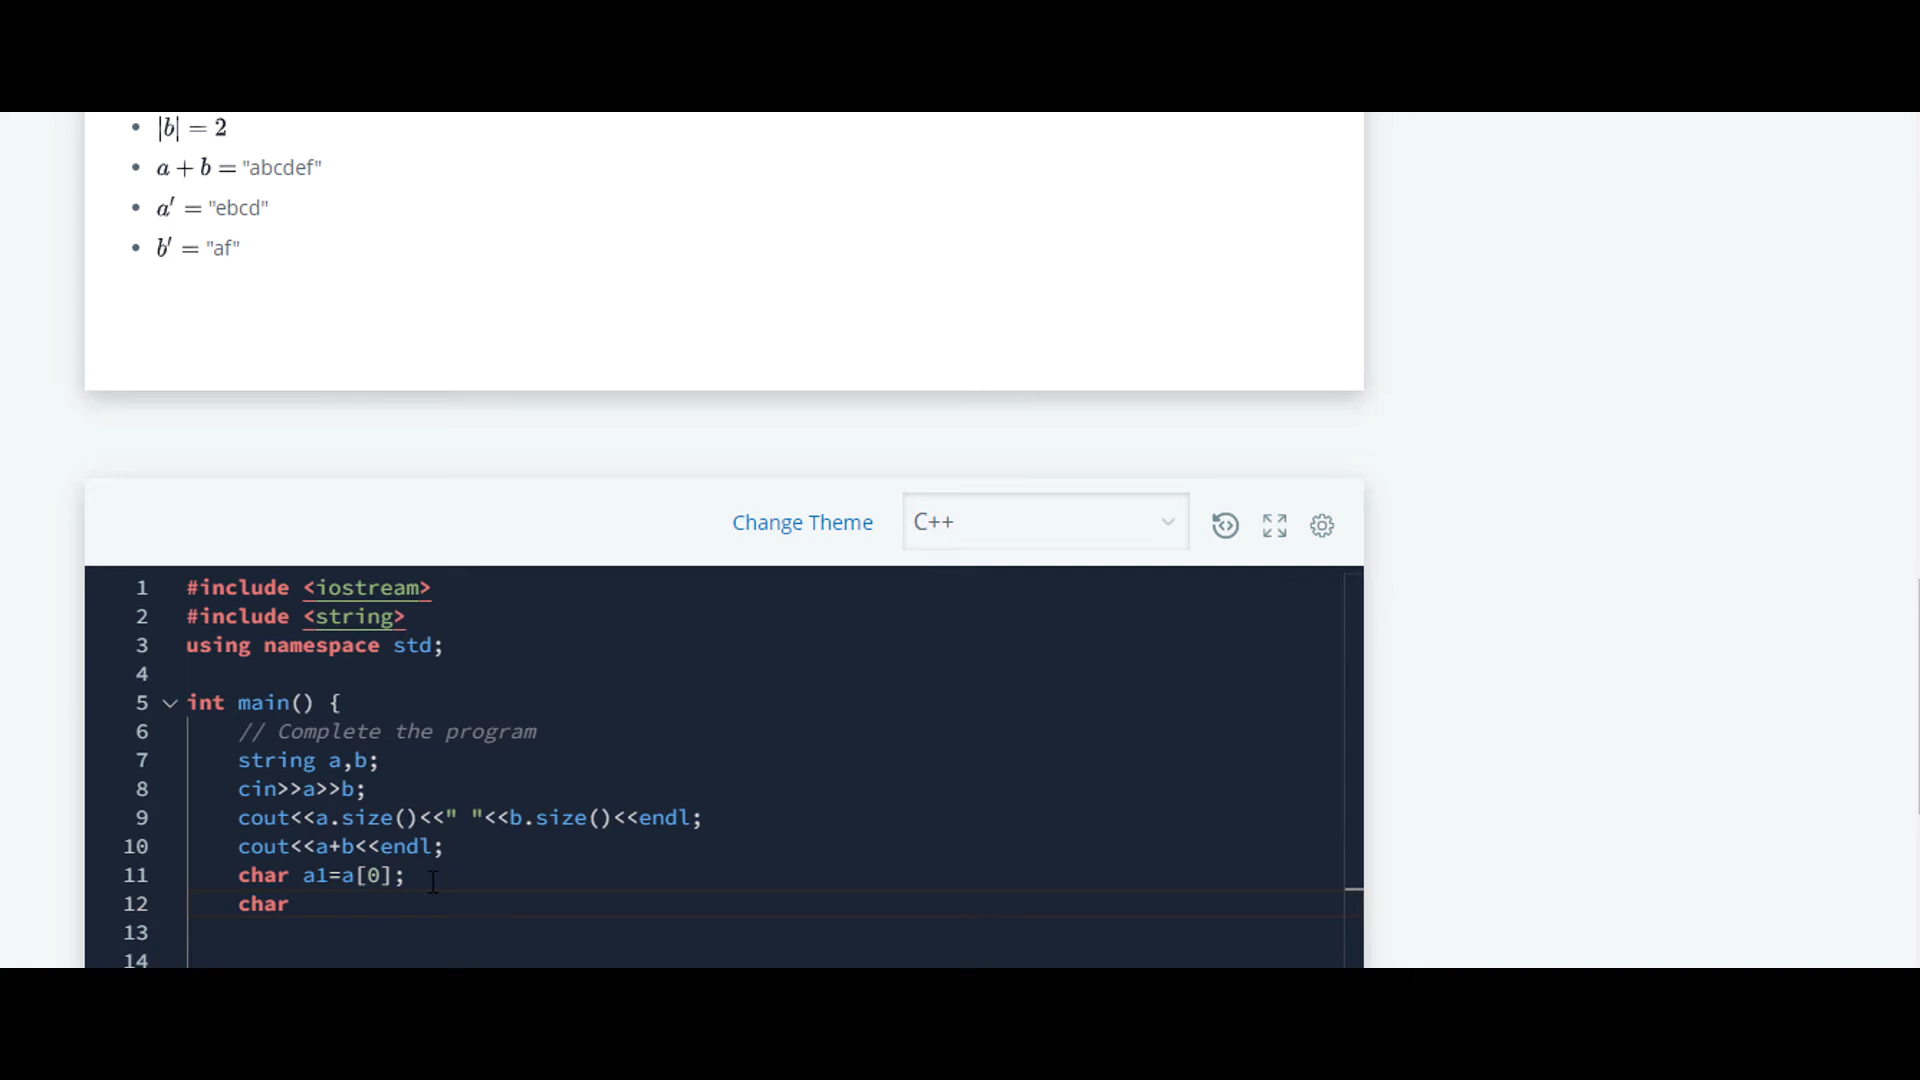 • |b| = 2
• a + b = "abcdef"
• a′ = "ebcd"
• b′ = "af"
Change Theme C++
1 #include <iostream>
2 #include <string>
3 using namespace std;
4
5 int main() {
6 // Complete the program
7 string a,b;
8 cin>>a>>b;
9 cout<<a.size()<<" "<<b.size()<<endl;
10 cout<<a+b<<endl;
11 char a1=a[0];
12 char
13
14